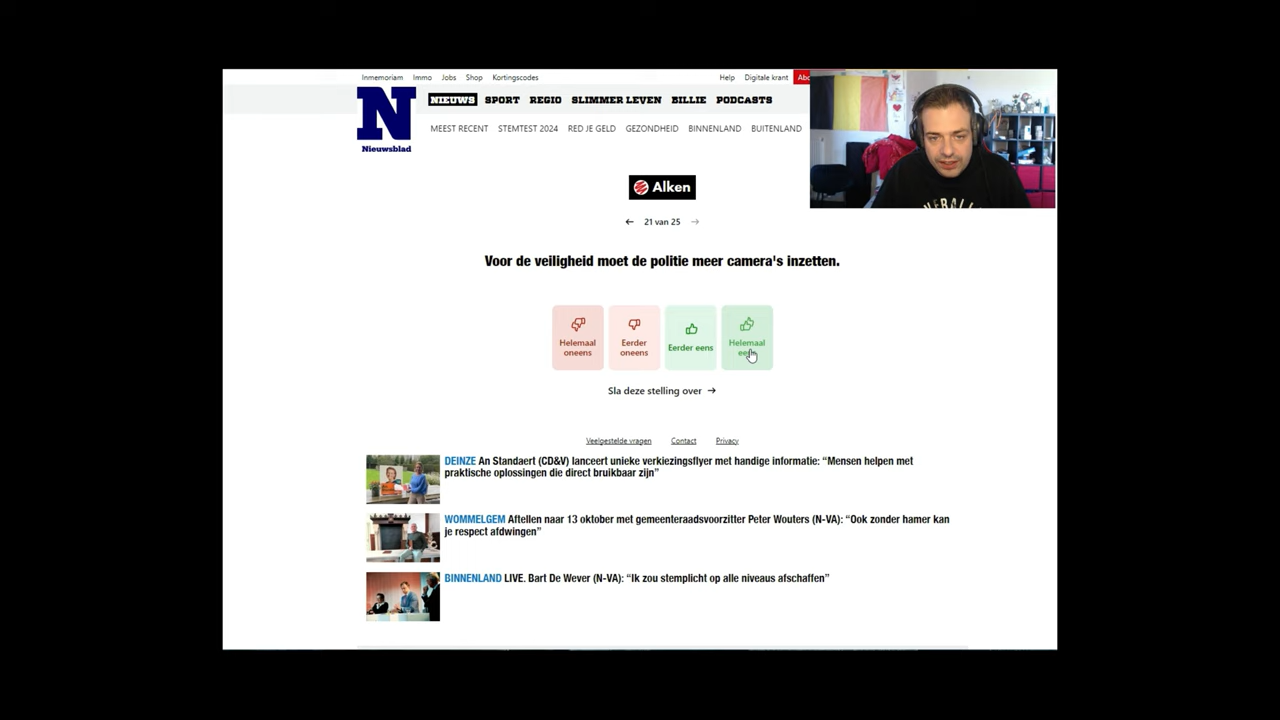 Inmemoriam Immo Jobs Shop Kortingscodes Help Digitale krant Abo
N
Nieuwsblad
NIEUWS SPORT REGIO SLIMMER LEVEN BILLIE PODCASTS
MEEST RECENT STEMTEST 2024 RED JE GELD GEZONDHEID BINNENLAND BUITENLAND
Alken
← 21 van 25 →
Voor de veiligheid moet de politie meer camera's inzetten.
Helemaal oneens
Eerder oneens
Eerder eens
Helemaal eens
Sla deze stelling over →
Veelgestelde vragen Contact Privacy
DEINZE An Standaert (CD&V) lanceert unieke verkiezingsflyer met handige informatie: “Mensen helpen met
praktische oplossingen die direct bruikbaar zijn”
WOMMELGEM Aftellen naar 13 oktober met gemeenteraadsvoorzitter Peter Wouters (N-VA): “Ook zonder hamer kan
je respect afdwingen”
BINNENLAND LIVE. Bart De Wever (N-VA): “Ik zou stemplicht op alle niveaus afschaffen”